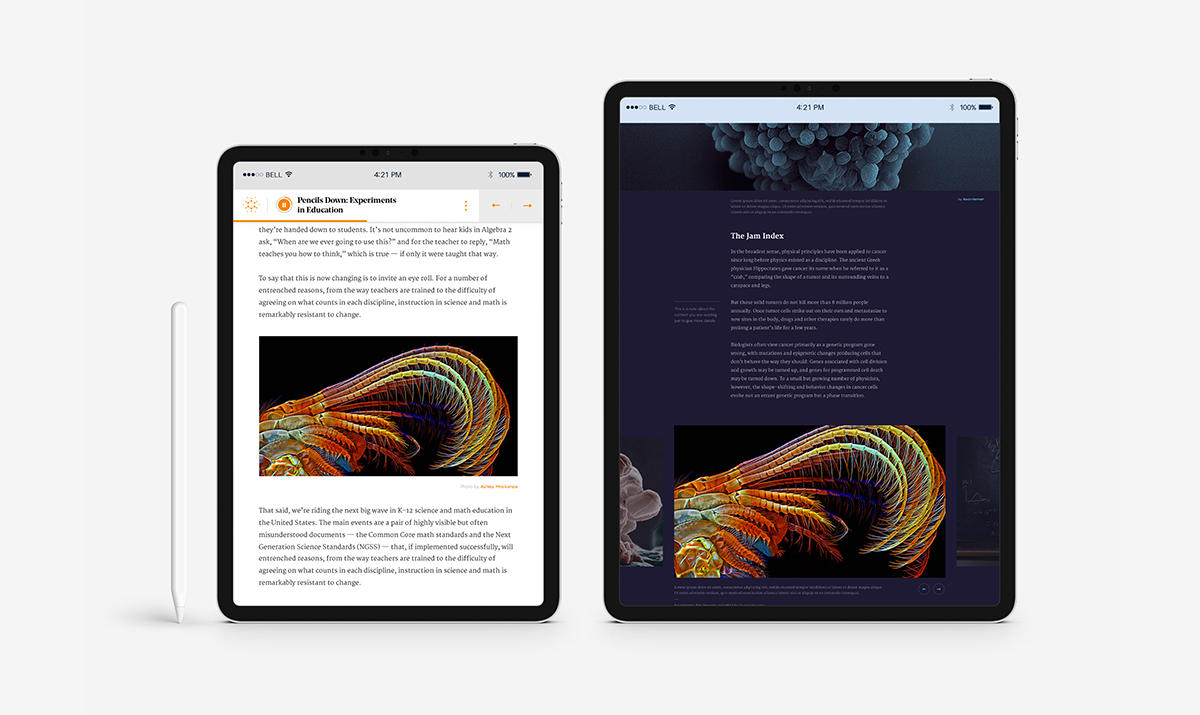 BELL
4:21 PM
100%
Pencils Down: Experiments
in Education
they're handed down to students. It's not uncommon to hear kids in Algebra 2
ask, “When are we ever going to use this?” and for the teacher to reply, “Math
teaches you how to think,” which is true — if only it were taught that way.
To say that this is now changing is to invite an eye roll. For a number of
entrenched reasons, from the way teachers are trained to the difficulty of
agreeing on what counts in each discipline, instruction in science and math is
remarkably resistant to change.
Photo by Ashley Mackenzie
That said, we're riding the next big wave in K–12 science and math education in
the United States. The main events are a pair of highly visible but often
misunderstood documents — the Common Core math standards and the Next
Generation Science Standards (NGSS) — that, if implemented successfully, will
entrenched reasons, from the way teachers are trained to the difficulty of
agreeing on what counts in each discipline, instruction in science and math is
remarkably resistant to change.
BELL
4:21 PM
100%
The Jam Index
In the broadest sense, physical principles have been applied to cancer
since long before physics existed as a discipline. The ancient Greek
physician Hippocrates gave cancer its name when he referred to it as a
“crab,” comparing the shape of a tumor and its surrounding veins to a
carapace and legs.
This is a note about the
content you are reading
just to give more details
But those solid tumors do not kill more than 8 million people
annually. Once tumor cells strike out on their own and metastasize to
new sites in the body, drugs and other therapies rarely do more than
prolong a patient's life for a few years.
Biologists often view cancer primarily as a genetic program gone
wrong, with mutations and epigenetic changes producing cells that
don't behave the way they should. Genes associated with cell division
and growth may be turned up, and genes for programmed cell death
may be turned down. To a small but growing number of physicists,
however, the shape-shifting and behavior changes in cancer cells
evoke not an errant genetic program but a phase transition.